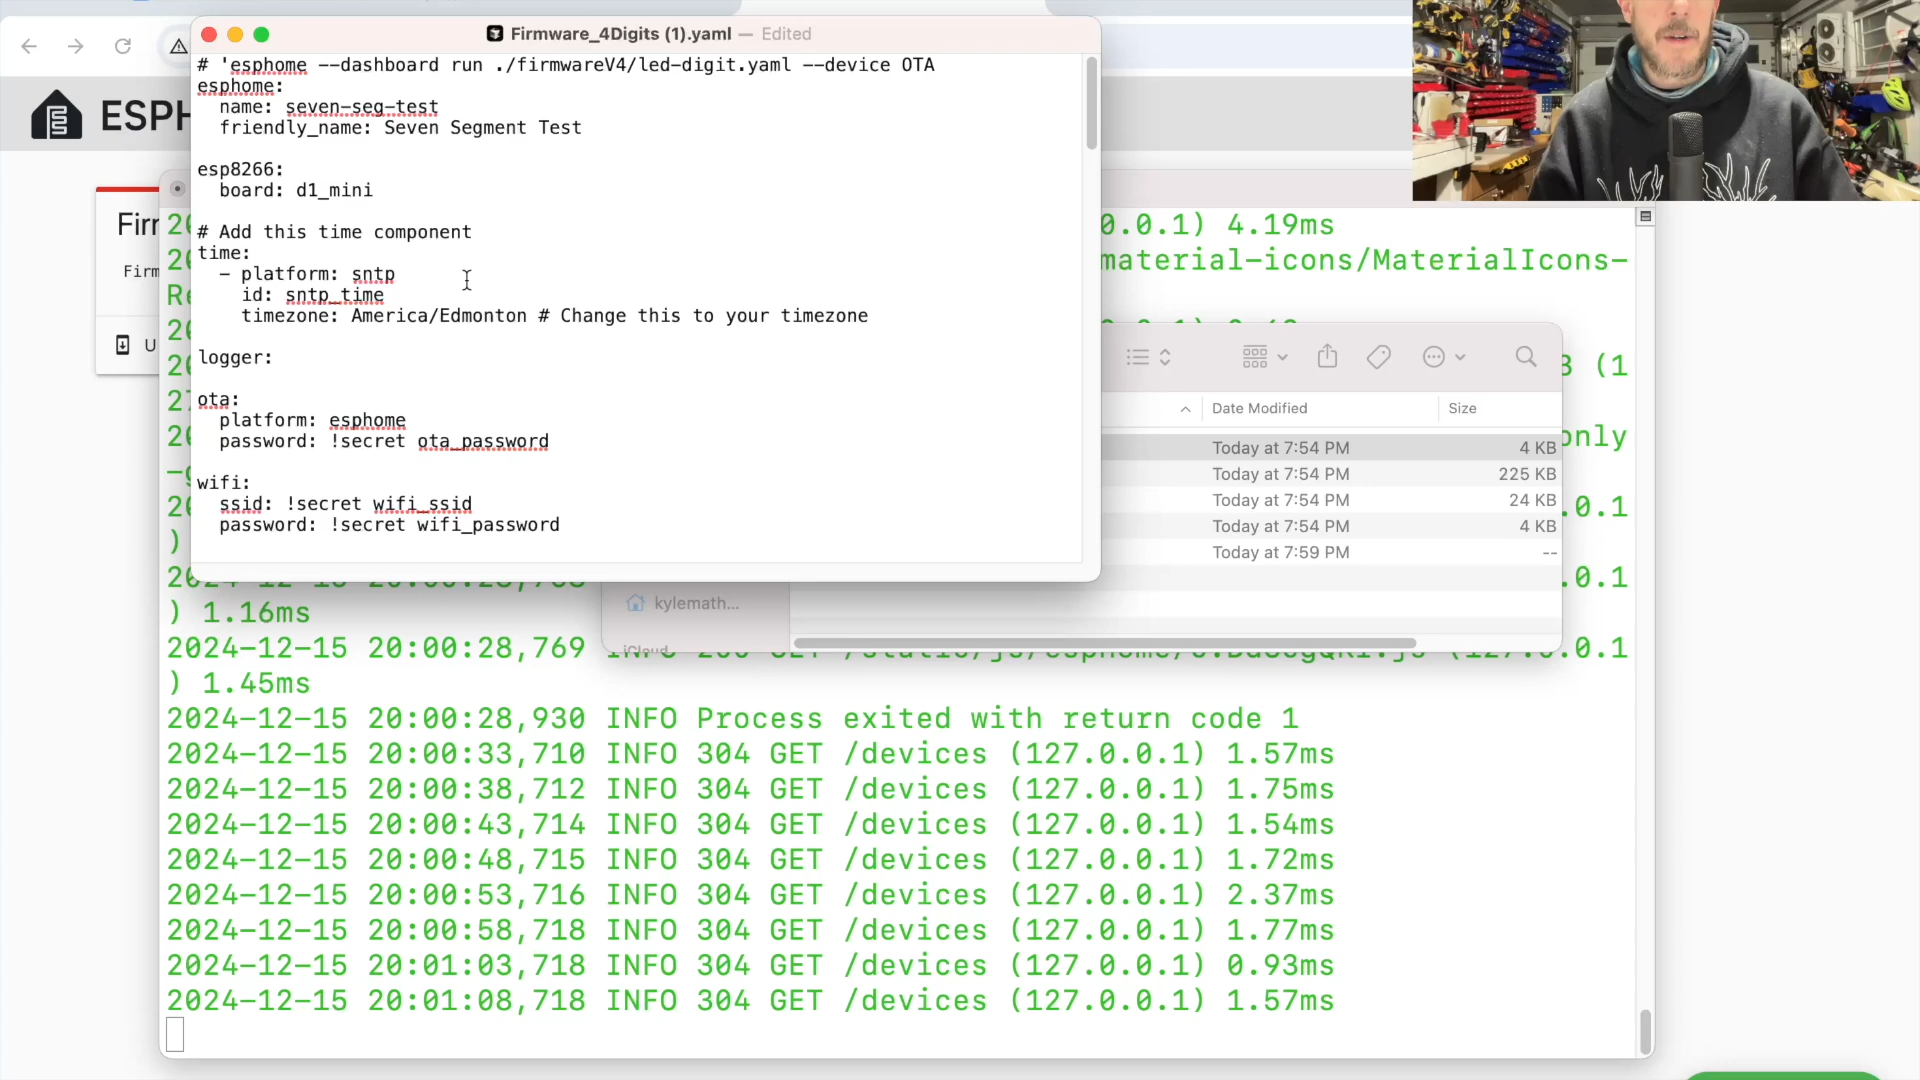 Firmware_4Digits (1).yaml — Edited
# 'esphome --dashboard run ./firmwareV4/led-digit.yaml --device OTA
esphome:
name: seven-seg-test
friendly_name: Seven Segment Test
esp8266:
board: d1_mini
# Add this time component
time:
- platform: sntp
id: sntp_time
timezone: America/Edmonton # Change this to your timezone
logger:
ota:
platform: esphome
password: !secret ota_password
wifi:
ssid: !secret wifi_ssid
password: !secret wifi_password
ESPH
Firr
Firm
U
0.0.1) 4.19ms
material-icons/MaterialIcons-
Re
Date Modified Size
Today at 7:54 PM 4 KB
Today at 7:54 PM 225 KB
Today at 7:54 PM 24 KB
Today at 7:54 PM 4 KB
Today at 7:59 PM --
kylemath...
iCloud
) 1.16ms
2024-12-15 20:00:28,769
) 1.45ms
2024-12-15 20:00:28,930 INFO Process exited with return code 1
2024-12-15 20:00:33,710 INFO 304 GET /devices (127.0.0.1) 1.57ms
2024-12-15 20:00:38,712 INFO 304 GET /devices (127.0.0.1) 1.75ms
2024-12-15 20:00:43,714 INFO 304 GET /devices (127.0.0.1) 1.54ms
2024-12-15 20:00:48,715 INFO 304 GET /devices (127.0.0.1) 1.72ms
2024-12-15 20:00:53,716 INFO 304 GET /devices (127.0.0.1) 2.37ms
2024-12-15 20:00:58,718 INFO 304 GET /devices (127.0.0.1) 1.77ms
2024-12-15 20:01:03,718 INFO 304 GET /devices (127.0.0.1) 0.93ms
2024-12-15 20:01:08,718 INFO 304 GET /devices (127.0.0.1) 1.57ms